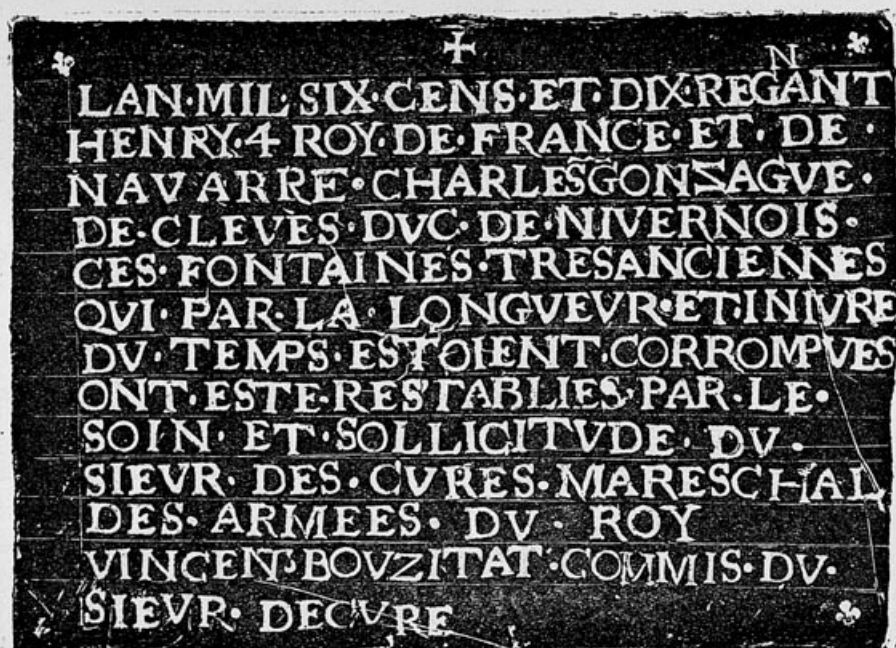 LAN·MIL·SIX·CENS·ET·DIX·REGNANT
HENRY·4·ROY·DE·FRANCE·ET·DE·
NAVARRE·CHARLES GONZAGVE·
DE·CLEVES·DVC·DE·NIVERNOIS·
CES·FONTAINES·TRESANCIENNES
QVI·PAR·LA·LONGVEVR·ET·INIVRE
DV·TEMPS·ESTOIENT·CORROMPVES
ONT·ESTE·RESTABLIES·PAR·LE·
SOIN·ET·SOLLICITVDE·DV·
SIEVR·DES·CVRES·MARESCHAL
DES·ARMEES·DV·ROY
VINCENT·BOVZITAT·COMMIS·DV·
SIEVR·DECVRE